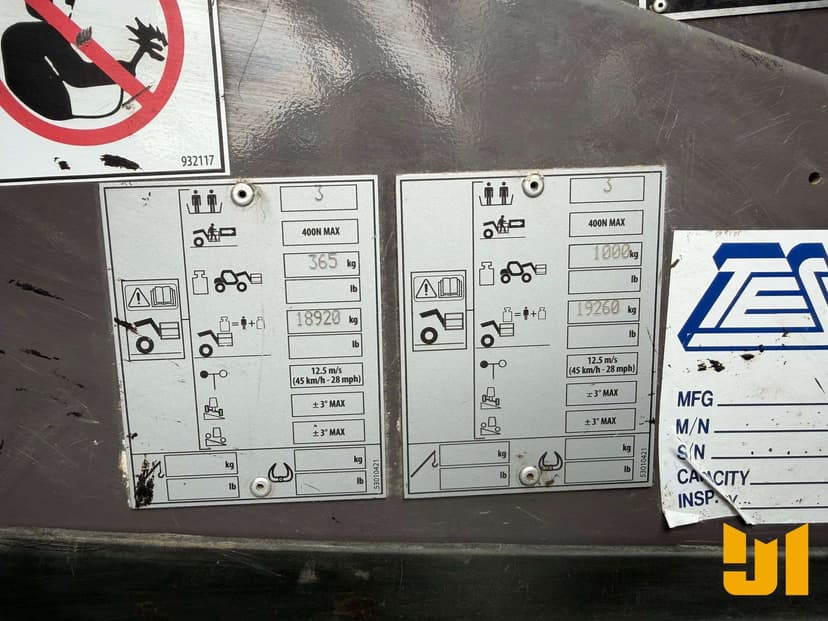 932117
3
400N MAX
365 kg
lb
18920 kg
lb
12.5 m/s
(45 km/h - 28 mph)
± 3° MAX
± 3° MAX
kg
lb
kg
lb
53010421
3
400N MAX
1000 kg
lb
19260 kg
lb
12.5 m/s
(45 km/h - 28 mph)
± 3° MAX
± 3° MAX
kg
lb
kg
lb
53010421
MFG
M/N
S/N
CAPACITY